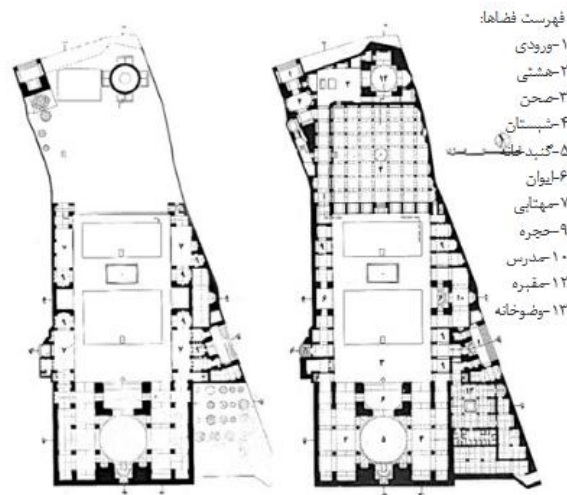 فهرست فضاها:
۱-ورودی
۲-هشتی
۳-صحن
۴-شبستان
۵-گنبدخانه
۶-ایوان
۷-مهتابی
۹-حجره
۱۰-مدرس
۱۲-مقبره
۱۳-وضوخانه